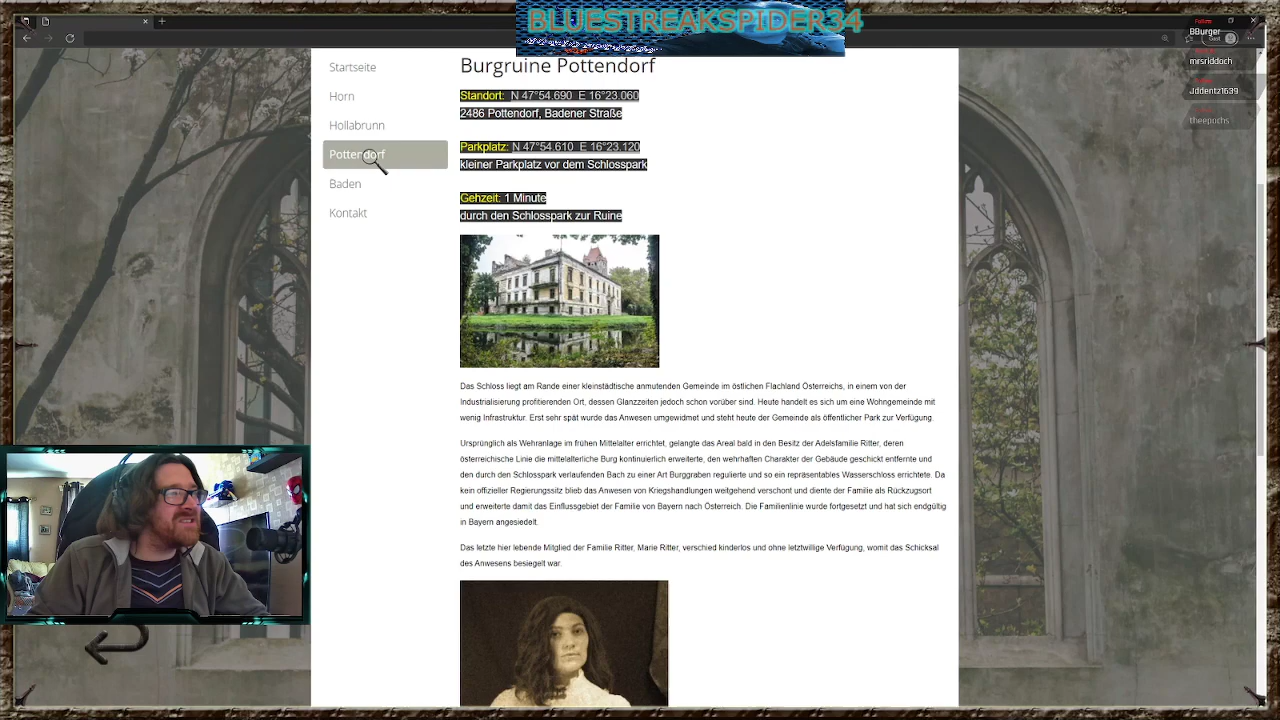 BLUESTREAKSPIDER34
BBurger
Gast
mrsriddoch
Jddentz1639
theepochs
Startseite
Horn
Hollabrunn
Pottendorf
Baden
Kontakt
Burgruine Pottendorf
Standort: N 47°54.690 E 16°23.060
2486 Pottendorf, Badener Straße
Parkplatz: N 47°54.610 E 16°23.120
kleiner Parkplatz vor dem Schlosspark
Gehzeit: 1 Minute
durch den Schlosspark zur Ruine
Das Schloss liegt am Rande einer kleinstädtische anmutenden Gemeinde im östlichen Flachland Österreichs, in einem von der
Industrialisierung profitierenden Ort, dessen Glanzzeiten jedoch schon vorüber sind. Heute handelt es sich um eine Wohngemeinde mit
wenig Infrastruktur. Erst sehr spät wurde das Anwesen umgewidmet und steht heute der Gemeinde als öffentlicher Park zur Verfügung.
Ursprünglich als Wehranlage im frühen Mittelalter errichtet, gelangte das Areal bald in den Besitz der Adelsfamilie Ritter, deren
österreichische Linie die mittelalterliche Burg kontinuierlich erweiterte, den wehrhaften Charakter der Gebäude geschickt entfernte und
den durch den Schlosspark verlaufenden Bach zu einer Art Burggraben regulierte und so ein repräsentables Wasserschloss errichtete. Da
kein offizieller Regierungssitz blieb das Anwesen von Kriegshandlungen weitgehend verschont und diente der Familie als Rückzugsort
und erweiterte damit das Einflussgebiet der Familie von Bayern nach Österreich. Die Familienlinie wurde fortgesetzt und hat sich endgültig
in Bayern angesiedelt.
Das letzte hier lebende Mitglied der Familie Ritter, Marie Ritter, verschied kinderlos und ohne letztwillige Verfügung, womit das Schicksal
des Anwesens besiegelt war.